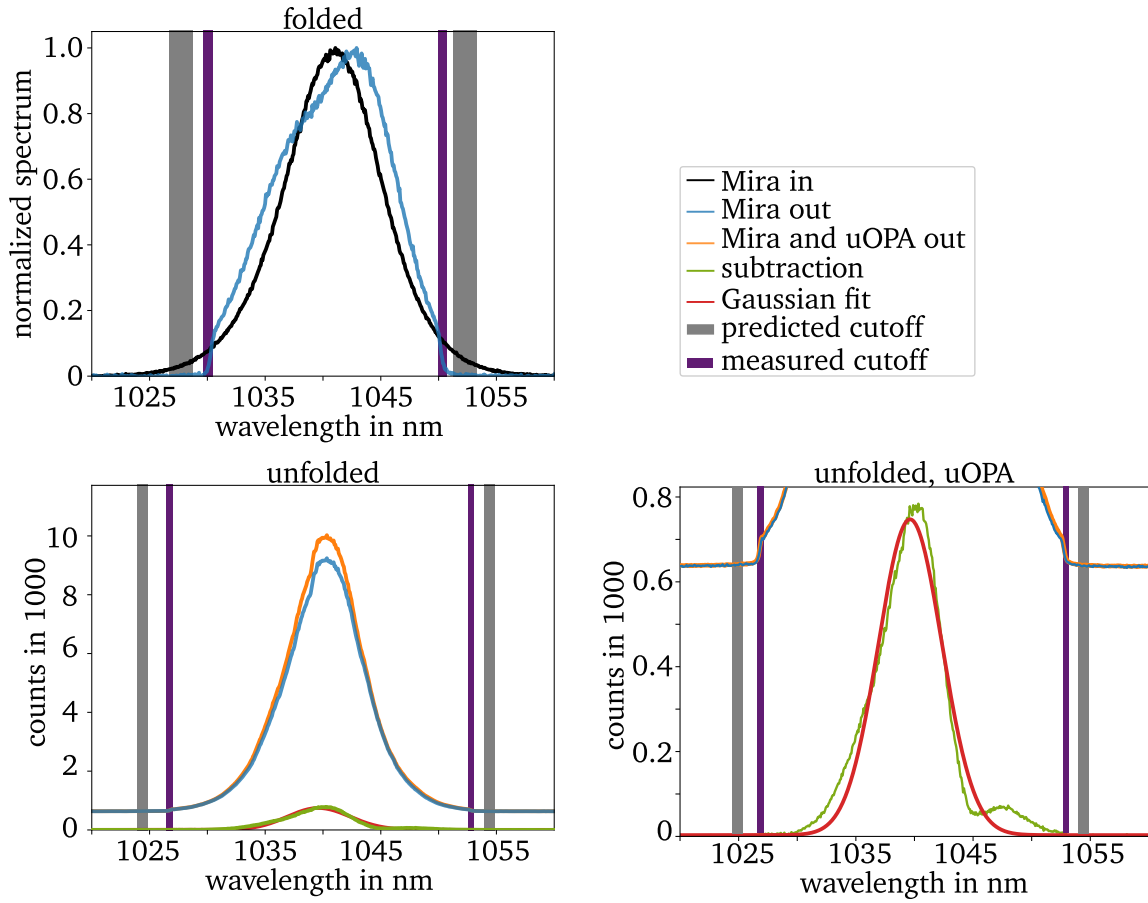 folded
normalized spectrum
1.0
0.8
0.6
0.4
0.2
0
1025 1035 1045 1055
wavelength in nm
Mira in
Mira out
Mira and uOPA out
subtraction
Gaussian fit
predicted cutoff
measured cutoff
unfolded
counts in 1000
10
8
6
4
2
0
1025 1035 1045 1055
wavelength in nm
unfolded, uOPA
counts in 1000
0.8
0.6
0.4
0.2
0
1025 1035 1045 1055
wavelength in nm